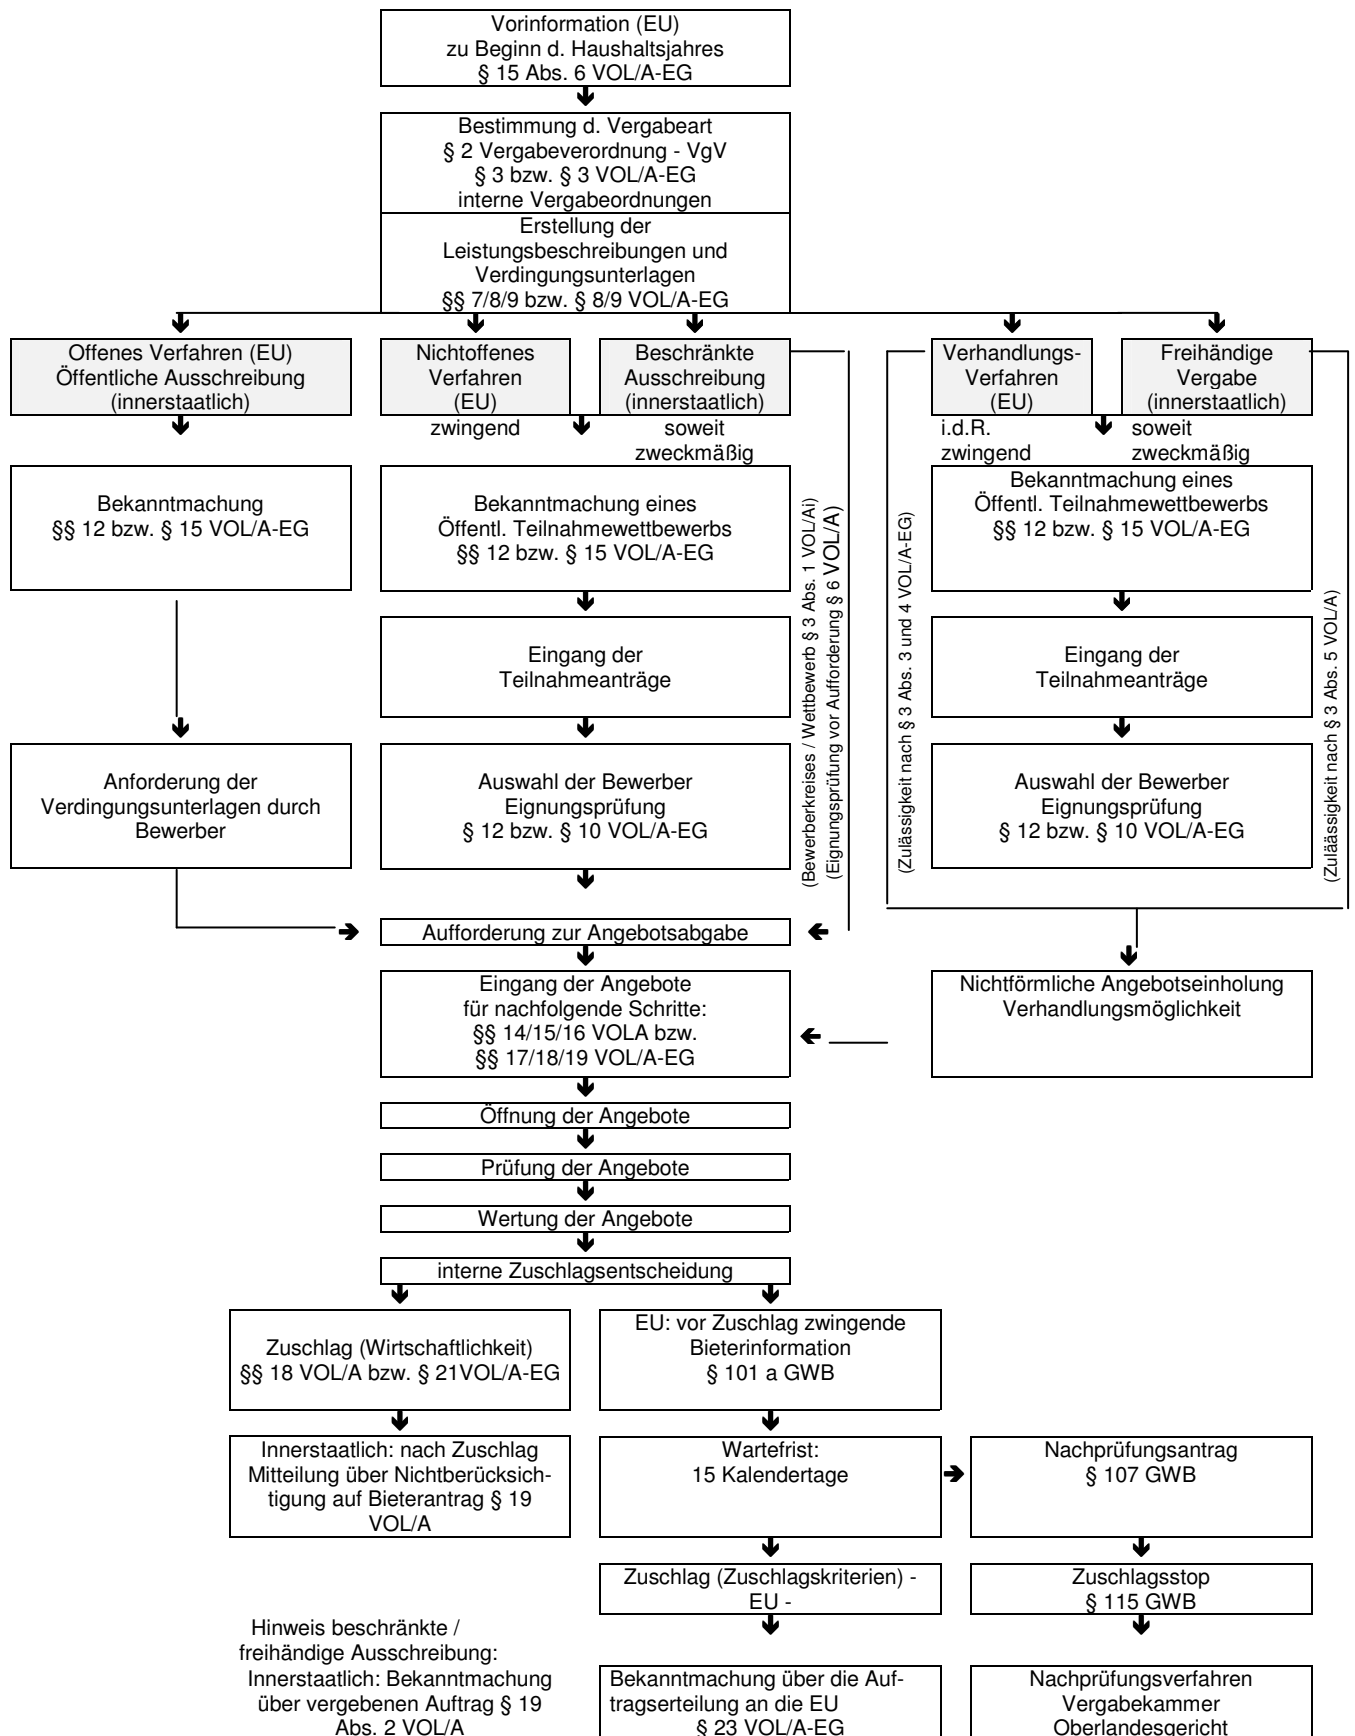 Vorinformation (EU)
zu Beginn d. Haushaltsjahres
§ 15 Abs. 6 VOL/A-EG
Bestimmung d. Vergabeart
§ 2 Vergabeverordnung - VgV
§ 3 bzw. § 3 VOL/A-EG
interne Vergabeordnungen
Erstellung der
Leistungsbeschreibungen und
Verdingungsunterlagen
§§ 7/8/9 bzw. § 8/9 VOL/A-EG
Offenes Verfahren (EU)
Öffentliche Ausschreibung
(innerstaatlich)
Nichtoffenes
Verfahren
(EU)
Beschränkte
Ausschreibung
(innerstaatlich)
Verhandlungs-
Verfahren
(EU)
Freihändige
Vergabe
(innerstaatlich)
zwingend
soweit
zweckmäßig
i.d.R.
zwingend
soweit
zweckmäßig
Bekanntmachung
§§ 12 bzw. § 15 VOL/A-EG
Bekanntmachung eines
Öffentl. Teilnahmewettbewerbs
§§ 12 bzw. § 15 VOL/A-EG
(Bewerberkreises / Wettbewerb § 3 Abs. 1 VOL/Ai)
(Eignungsprüfung vor Aufforderung § 6 VOL/A)
(Zulässigkeit nach § 3 Abs. 3 und 4 VOL/A-EG)
Bekanntmachung eines
Öffentl. Teilnahmewettbewerbs
§§ 12 bzw. § 15 VOL/A-EG
(Zuläässigkeit nach § 3 Abs. 5 VOL/A)
Eingang der
Teilnahmeanträge
Eingang der
Teilnahmeanträge
Anforderung der
Verdingungsunterlagen durch
Bewerber
Auswahl der Bewerber
Eignungsprüfung
§ 12 bzw. § 10 VOL/A-EG
Auswahl der Bewerber
Eignungsprüfung
§ 12 bzw. § 10 VOL/A-EG
Aufforderung zur Angebotsabgabe
Eingang der Angebote
für nachfolgende Schritte:
§§ 14/15/16 VOLA bzw.
§§ 17/18/19 VOL/A-EG
Nichtförmliche Angebotseinholung
Verhandlungsmöglichkeit
Öffnung der Angebote
Prüfung der Angebote
Wertung der Angebote
interne Zuschlagsentscheidung
Zuschlag (Wirtschaftlichkeit)
§§ 18 VOL/A bzw. § 21VOL/A-EG
EU: vor Zuschlag zwingende
Bieterinformation
§ 101 a GWB
Innerstaatlich: nach Zuschlag
Mitteilung über Nichtberücksich-
tigung auf Bieterantrag § 19
VOL/A
Wartefrist:
15 Kalendertage
Nachprüfungsantrag
§ 107 GWB
Zuschlag (Zuschlagskriterien) -
EU -
Zuschlagsstop
§ 115 GWB
Hinweis beschränkte /
freihändige Ausschreibung:
Innerstaatlich: Bekanntmachung
über vergebenen Auftrag § 19
Abs. 2 VOL/A
Bekanntmachung über die Auf-
tragserteilung an die EU
§ 23 VOL/A-EG
Nachprüfungsverfahren
Vergabekammer
Oberlandesgericht